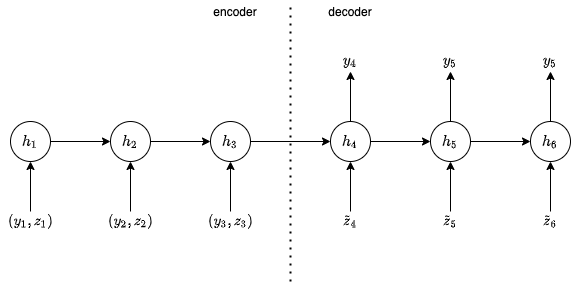 encoder decoder
y₄ y₅ y₅
h₁ h₂ h₃ h₄ h₅ h₆
(y₁, z₁) (y₂, z₂) (y₃, z₃) z̃₄ z̃₅ z̃₆